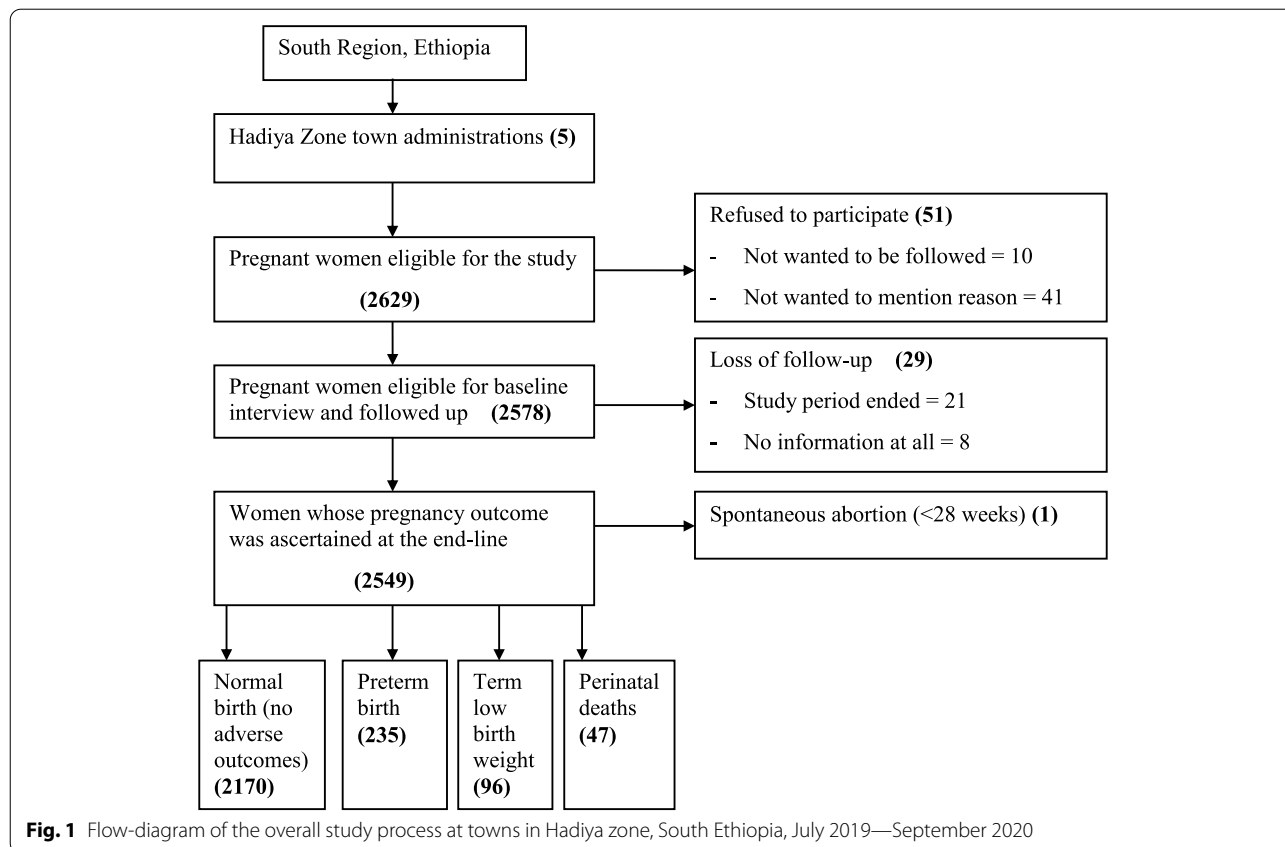 South Region, Ethiopia
Hadiya Zone town administrations (5)
Pregnant women eligible for the study
(2629)
Refused to participate (51)
- Not wanted to be followed = 10
- Not wanted to mention reason = 41
Pregnant women eligible for baseline
interview and followed up (2578)
Loss of follow-up (29)
- Study period ended = 21
- No information at all = 8
Women whose pregnancy outcome
was ascertained at the end-line
(2549)
Spontaneous abortion (<28 weeks) (1)
Normal
birth (no
adverse
outcomes)
(2170)
Preterm
birth
(235)
Term
low
birth
weight
(96)
Perinatal
deaths
(47)
Fig. 1 Flow-diagram of the overall study process at towns in Hadiya zone, South Ethiopia, July 2019—September 2020